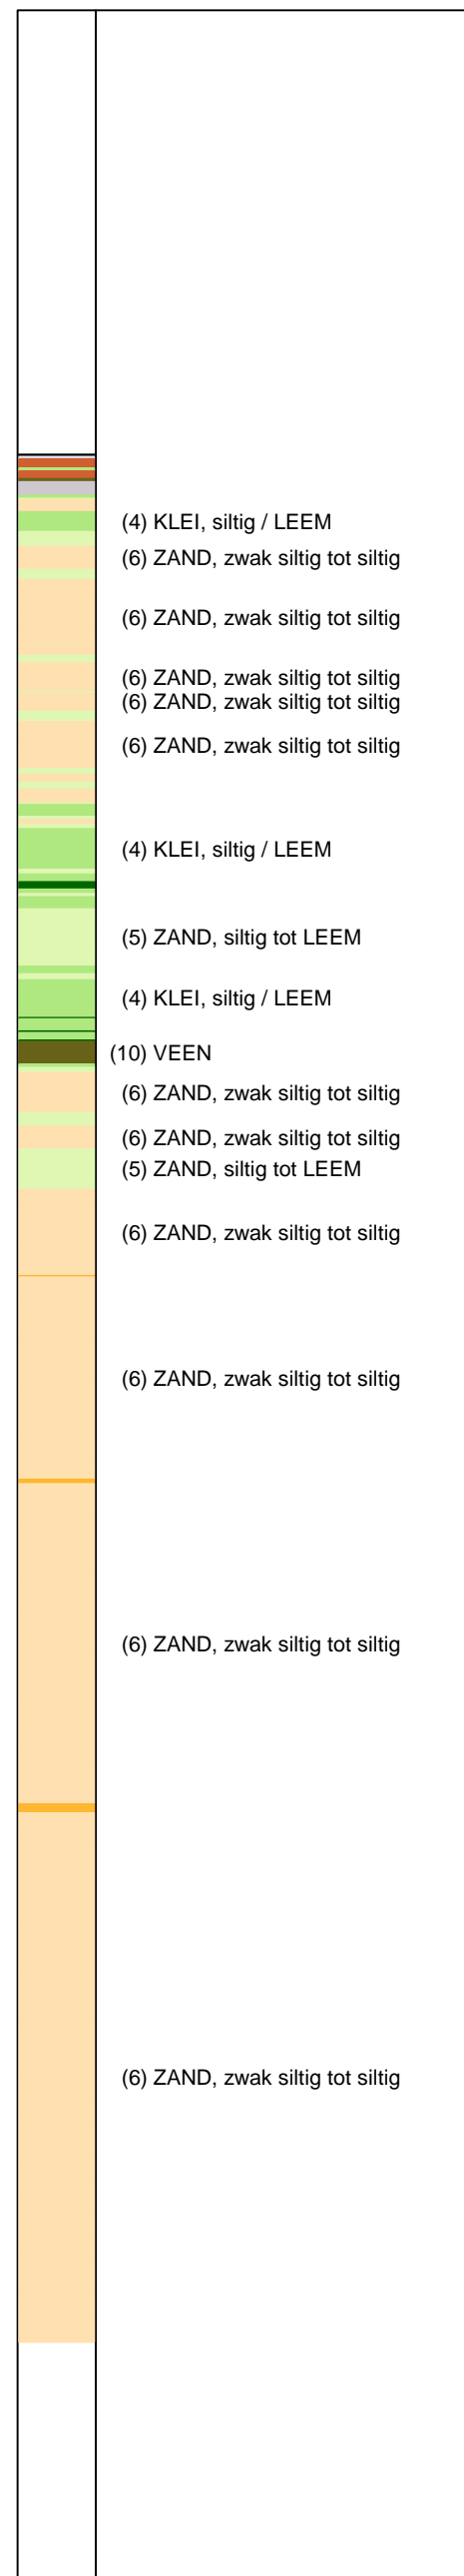 (4) KLEI, siltig / LEEM
(6) ZAND, zwak siltig tot siltig
(6) ZAND, zwak siltig tot siltig
(6) ZAND, zwak siltig tot siltig
(6) ZAND, zwak siltig tot siltig
(6) ZAND, zwak siltig tot siltig
(4) KLEI, siltig / LEEM
(5) ZAND, siltig tot LEEM
(4) KLEI, siltig / LEEM
(10) VEEN
(6) ZAND, zwak siltig tot siltig
(6) ZAND, zwak siltig tot siltig
(5) ZAND, siltig tot LEEM
(6) ZAND, zwak siltig tot siltig
(6) ZAND, zwak siltig tot siltig
(6) ZAND, zwak siltig tot siltig
(6) ZAND, zwak siltig tot siltig